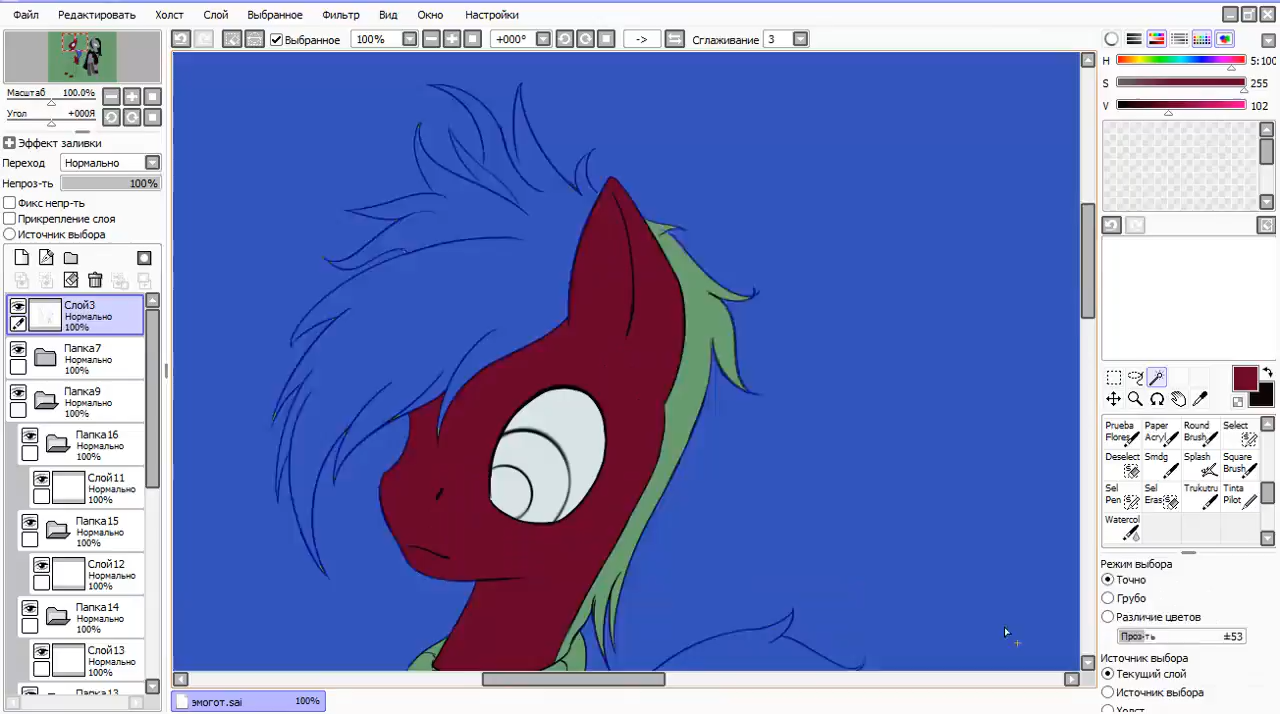 Файл Редактировать Холст Слой Выбранное Фильтр Вид Окно Настройки
Выбранное 100% +000° -> Сглаживание 3
Масштаб 100.0%
Угол +000Я
Эффект заливки
Переход Нормально
Непроз-ть 100%
Фикс непр-ть
Прикрепление слоя
Источник выбора
Слой3
Нормально
100%
Папка7
Нормально
100%
Папка9
Нормально
100%
Папка16
Нормально
100%
Слой11
Нормально
100%
Папка15
Нормально
100%
Слой12
Нормально
100%
Папка14
Нормально
100%
Слой13
Нормально
100%
Папка13
эмогот.sai 100%
H 5:100
S 255
V 102
Prueba Flores
Paper Acryl
Round Brush
Select
Deselect
Smdg
Splash
Square Brush
Sel Pen
Sel Eras
Trukutru
Tinta Pilot
Watercol
Режим выбора
Точно
Грубо
Различие цветов
Проз-ть ±53
Источник выбора
Текущий слой
Источник выбора
Холст